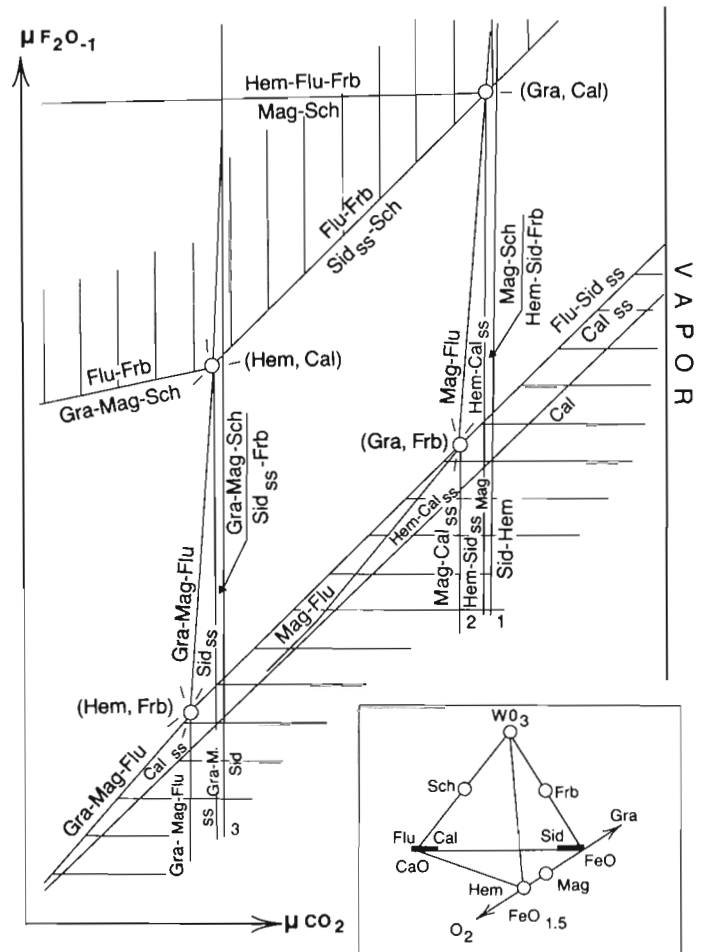 μF₂O₋₁
Hem-Flu-Frb
Mag-Sch
(Gra, Cal)
Flu-Frb
Sid ss-Sch
Mag-Sch
Hem-Sid-Frb
VAPOR
Flu-Sid ss
Cal ss
Cal
Mag-Flu
Hem-Cal ss
Flu-Frb
Gra-Mag-Sch
(Hem, Cal)
(Gra, Frb)
Gra-Mag-Sch
Sid ss-Frb
Hem-Cal ss
Mag-Cal ss
Hem-Sid ss
Mag
Sid-Hem
2
1
Gra-Mag-Flu
Sid ss
Mag-Flu
(Hem, Frb)
Gra-Mag-Flu
Cal ss
Gra-Mag-Flu
ss Gra-M.
Sid
3
μCO₂
W0₃
Sch
Frb
Gra
Flu
Cal
Sid
CaO
FeO
Hem
Mag
O₂
FeO 1.5